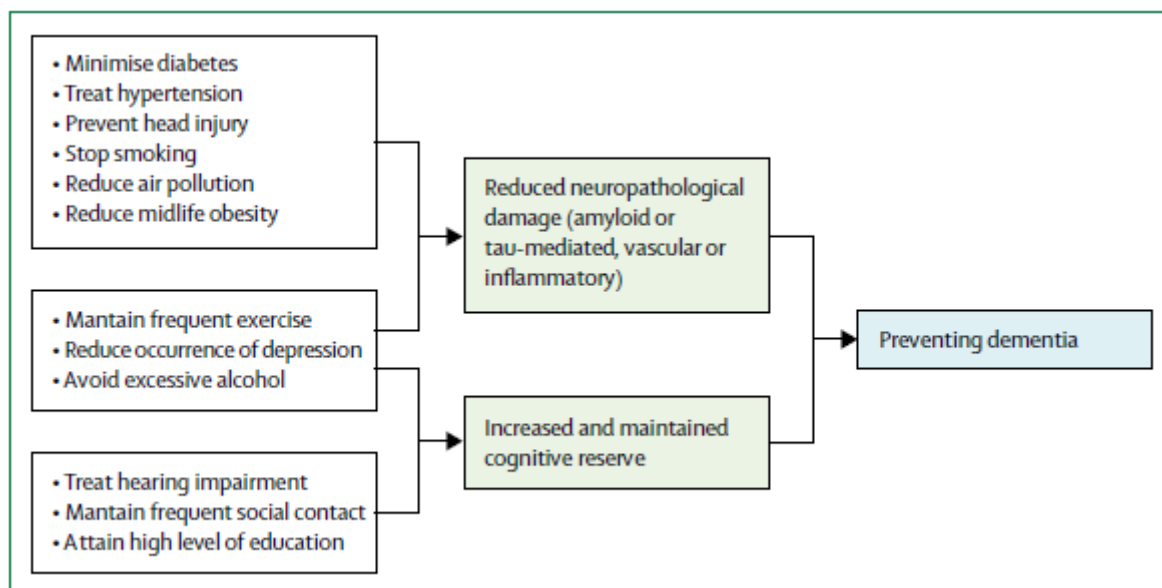 • Minimise diabetes
• Treat hypertension
• Prevent head injury
• Stop smoking
• Reduce air pollution
• Reduce midlife obesity
• Mantain frequent exercise
• Reduce occurrence of depression
• Avoid excessive alcohol
• Treat hearing impairment
• Mantain frequent social contact
• Attain high level of education
Reduced neuropathological
damage (amyloid or
tau-mediated, vascular or
inflammatory)
Increased and maintained
cognitive reserve
Preventing dementia